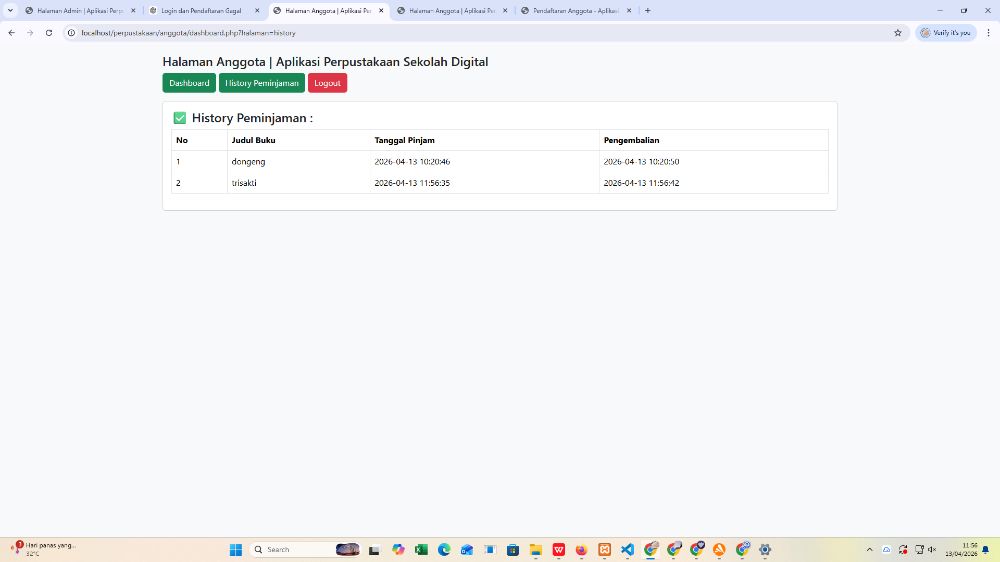 Halaman Admin | Aplikasi Perpu
Login dan Pendaftaran Gagal
Halaman Anggota | Aplikasi Per
Halaman Anggota | Aplikasi Per
Pendaftaran Anggota - Aplikasi
localhost/perpustakaan/anggota/dashboard.php?halaman=history
Verify it's you
Halaman Anggota | Aplikasi Perpustakaan Sekolah Digital
Dashboard History Peminjaman Logout
History Peminjaman :
No Judul Buku Tanggal Pinjam Pengembalian
1 dongeng 2026-04-13 10:20:46 2026-04-13 10:20:50
2 trisakti 2026-04-13 11:56:35 2026-04-13 11:56:42
3
Hari panas yang...
32°C
Search
11:56
13/04/2026